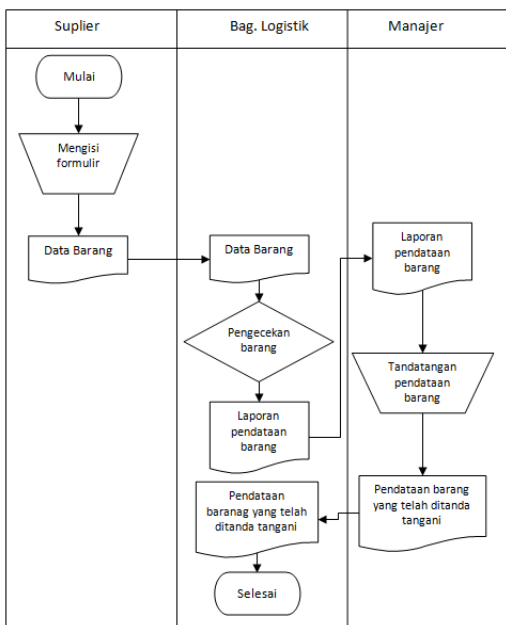 Suplier
Bag. Logistik
Manajer
Mulai
Mengisi
formulir
Data Barang
Data Barang
Pengecekan
barang
Laporan
pendataan
barang
Laporan
pendataan
barang
Tandatangan
pendataan
barang
Pendataan barang
yang telah ditanda
tangani
Pendataan
baranag yang telah
ditanda tangani
Selesai